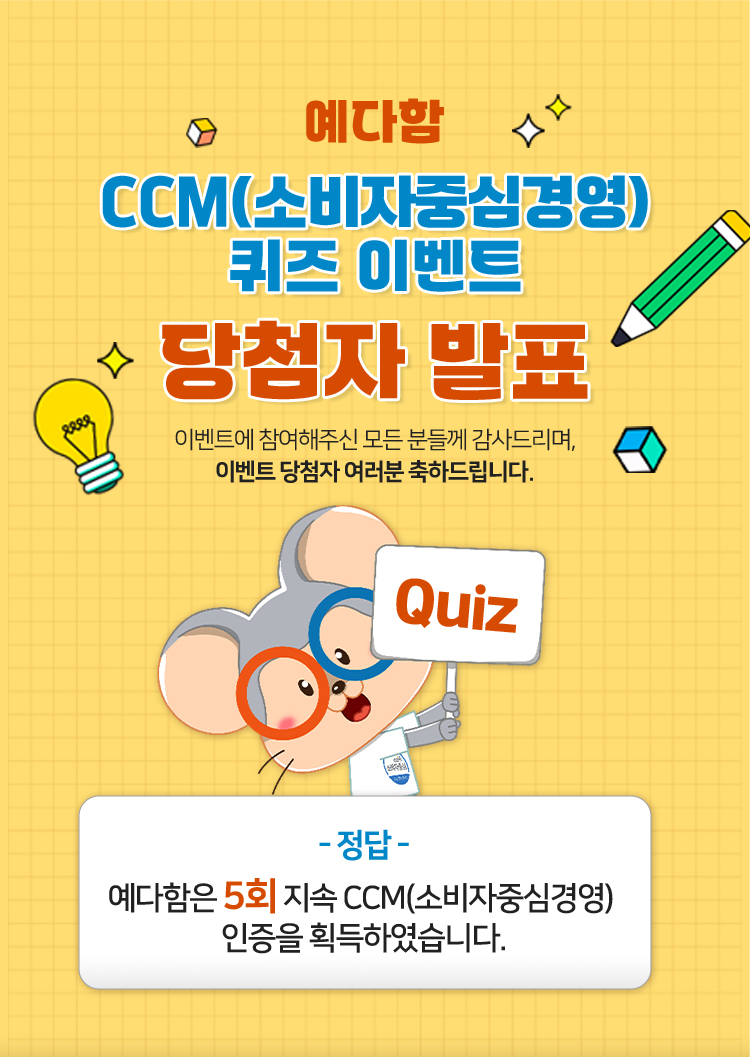 예다함
CCM(소비자중심경영)
퀴즈 이벤트
당첨자 발표
이벤트에 참여해주신 모든 분들께 감사드리며,
이벤트 당첨자 여러분 축하드립니다.
Quiz
- 정답 -
예다함은 5회 지속 CCM(소비자중심경영)
인증을 획득하였습니다.